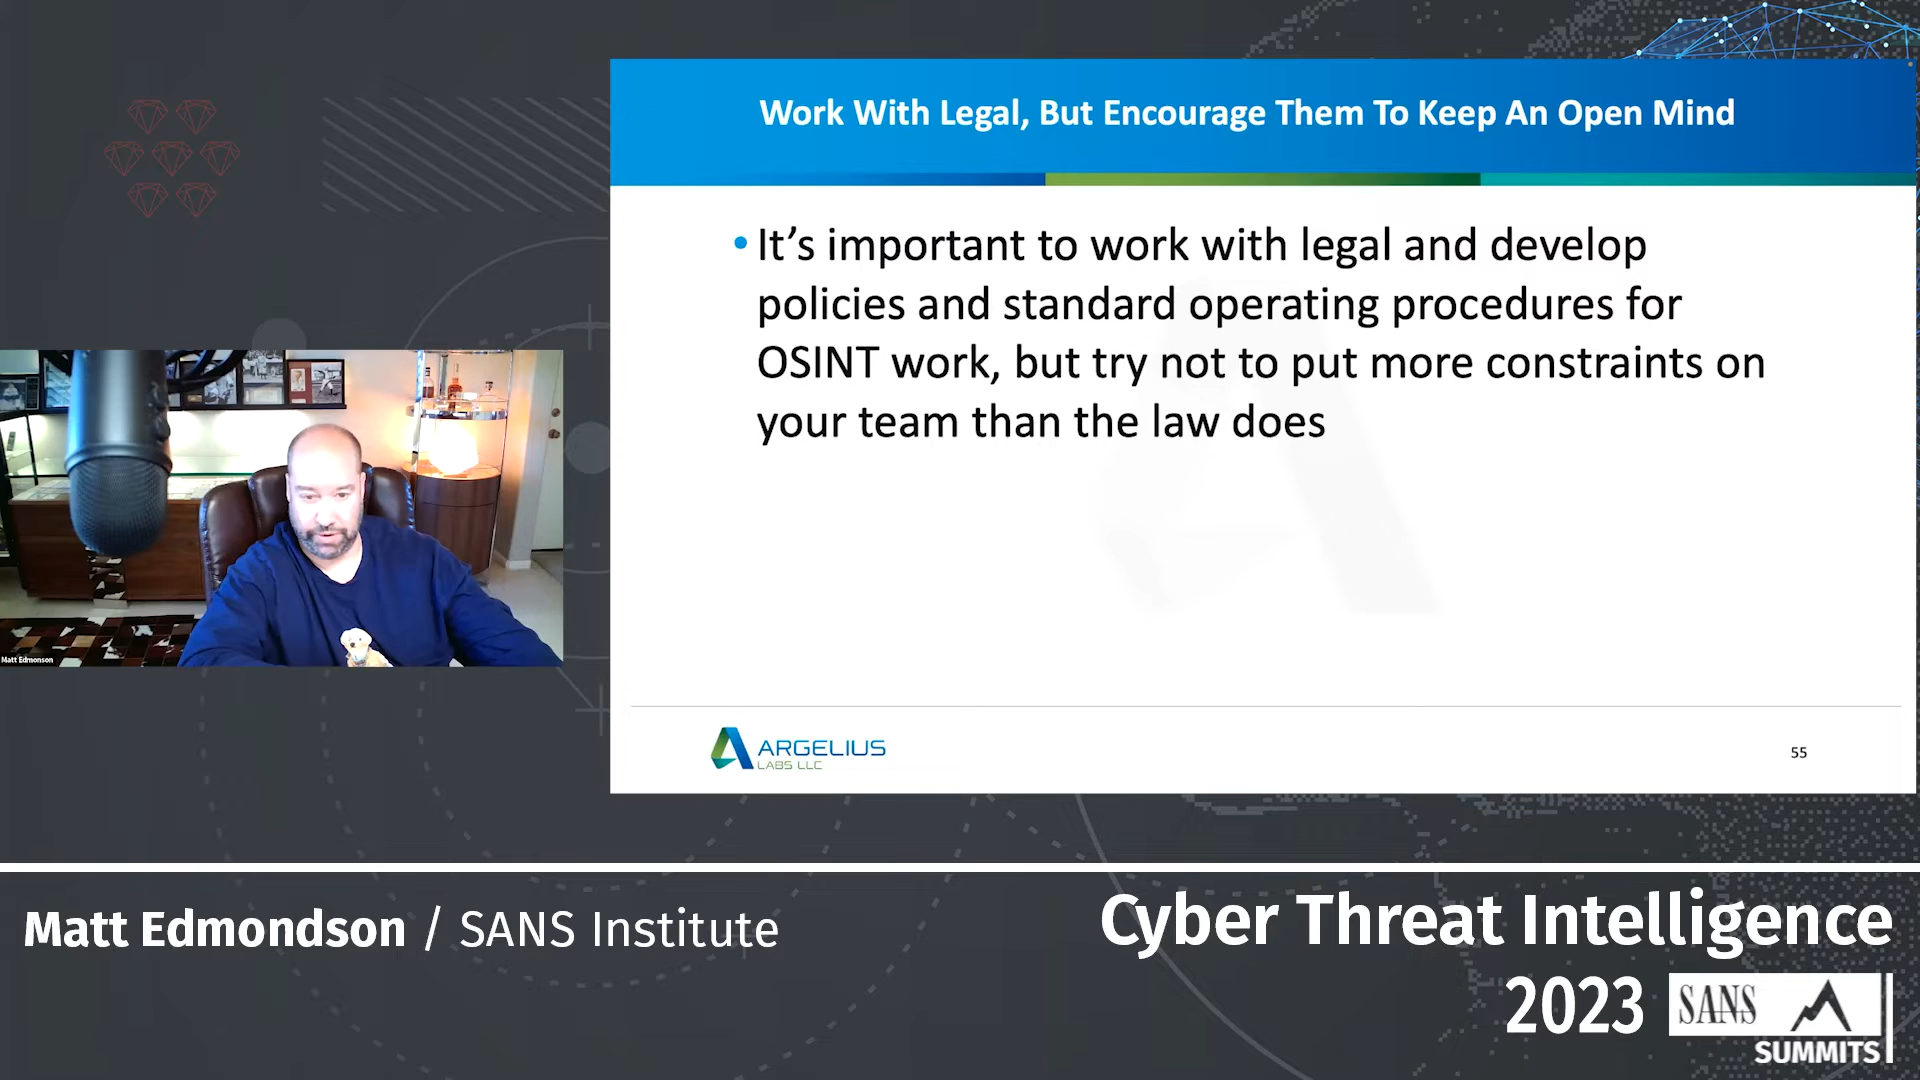 Work With Legal, But Encourage Them To Keep An Open Mind
• It’s important to work with legal and develop
policies and standard operating procedures for
OSINT work, but try not to put more constraints on
your team than the law does
ARGELIUS
LABS LLC
55
Matt Edmonson
Matt Edmondson / SANS Institute
Cyber Threat Intelligence
2023
SANS
SUMMITS